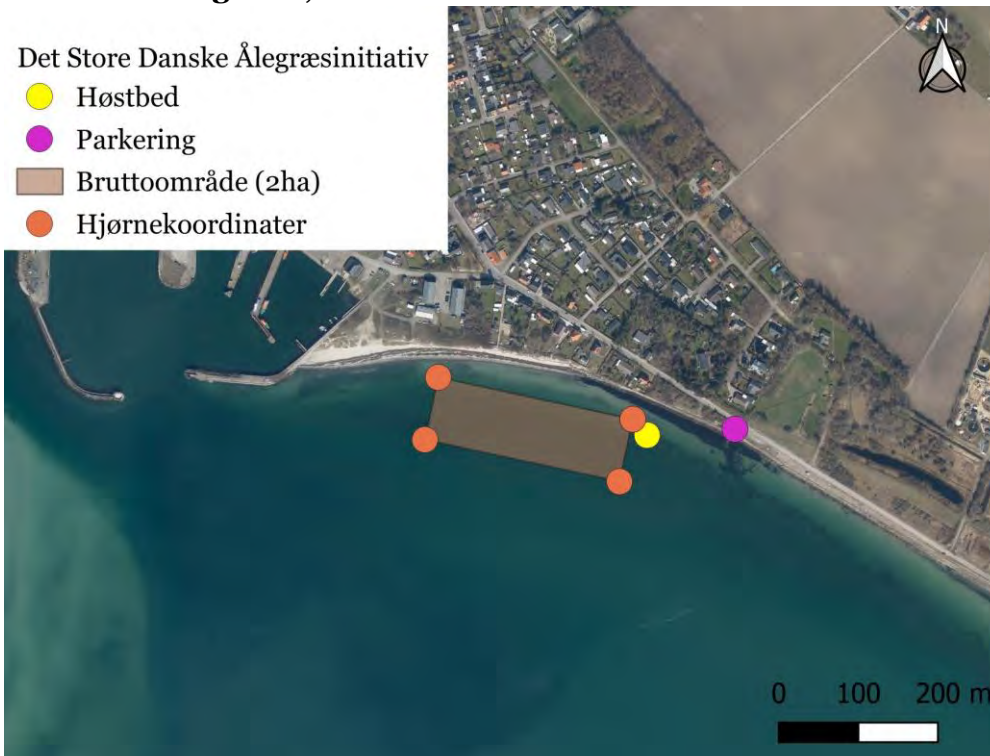 Det Store Danske Ålegræsinitiativ
Høstbed
Parkering
Bruttoområde (2ha)
Hjørnekoordinater
N
0 100 200 m